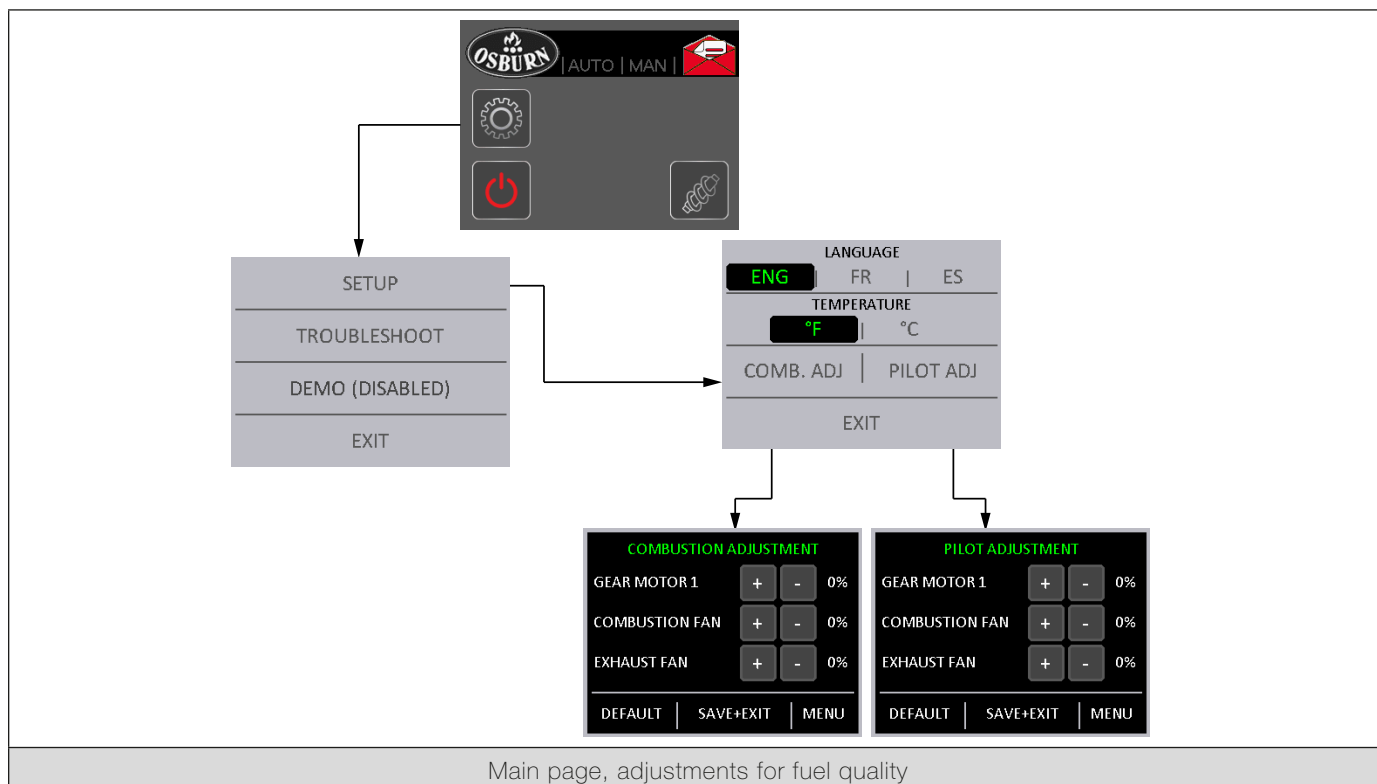 OSBURN | AUTO | MAN |
SETUP
TROUBLESHOOT
DEMO (DISABLED)
EXIT
LANGUAGE
ENG | FR | ES
TEMPERATURE
°F | °C
COMB. ADJ | PILOT ADJ
EXIT
COMBUSTION ADJUSTMENT
GEAR MOTOR 1 + - 0%
COMBUSTION FAN + - 0%
EXHAUST FAN + - 0%
DEFAULT | SAVE+EXIT | MENU
PILOT ADJUSTMENT
GEAR MOTOR 1 + - 0%
COMBUSTION FAN + - 0%
EXHAUST FAN + - 0%
DEFAULT | SAVE+EXIT | MENU
Main page, adjustments for fuel quality